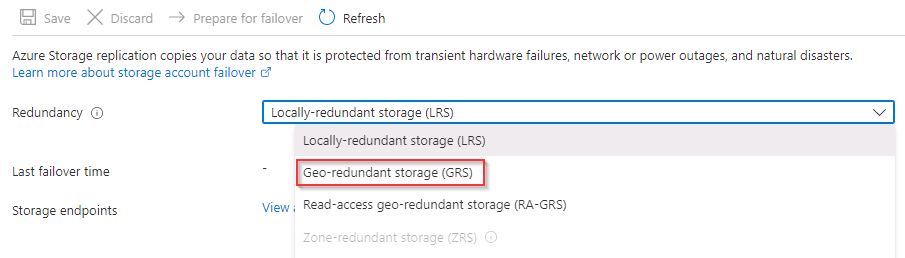 Save Discard Prepare for failover Refresh
Azure Storage replication copies your data so that it is protected from transient hardware failures, network or power outages, and natural disasters.
Learn more about storage account failover
Redundancy Locally-redundant storage (LRS)
Locally-redundant storage (LRS)
Last failover time - Geo-redundant storage (GRS)
Storage endpoints View Read-access geo-redundant storage (RA-GRS)
Zone-redundant storage (ZRS)